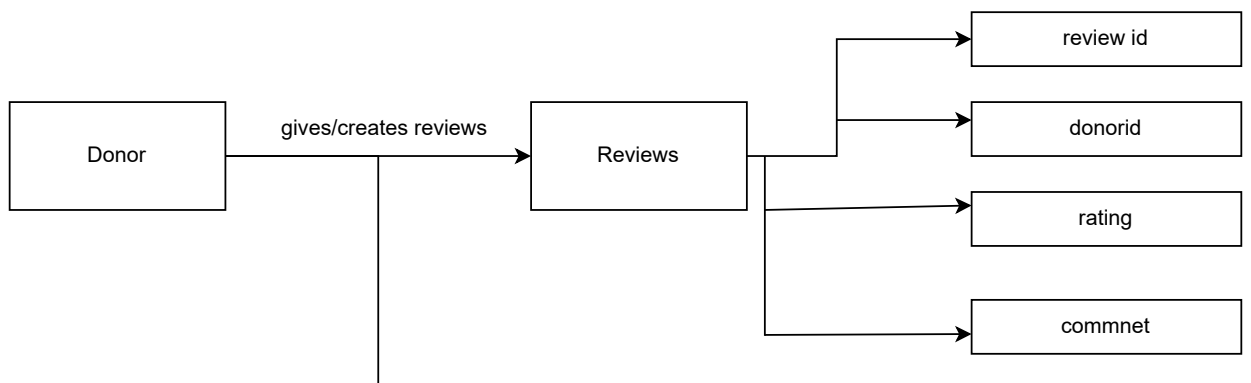 Donor
gives/creates reviews
Reviews
review id
donorid
rating
commnet